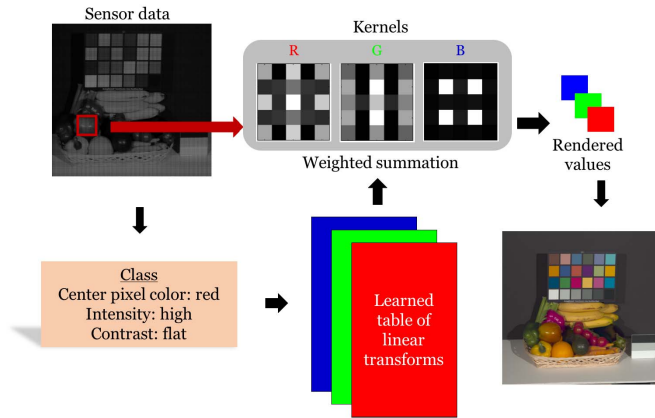 Sensor data
Kernels
R
G
B
Weighted summation
Rendered
values
Class
Center pixel color: red
Intensity: high
Contrast: flat
Learned
table of
linear
transforms